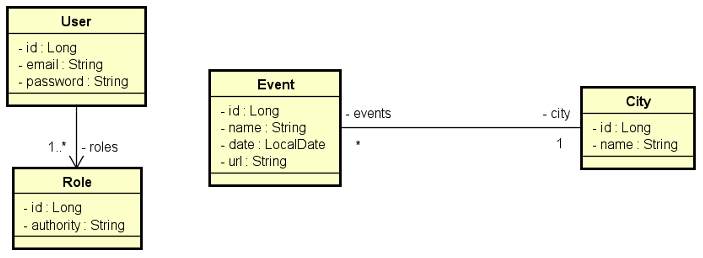 User
- id : Long
- email : String
- password : String
1..*
- roles
Role
- id : Long
- authority : String
Event
- id : Long
- name : String
- date : LocalDate
- url : String
- events
*
- city
1
City
- id : Long
- name : String